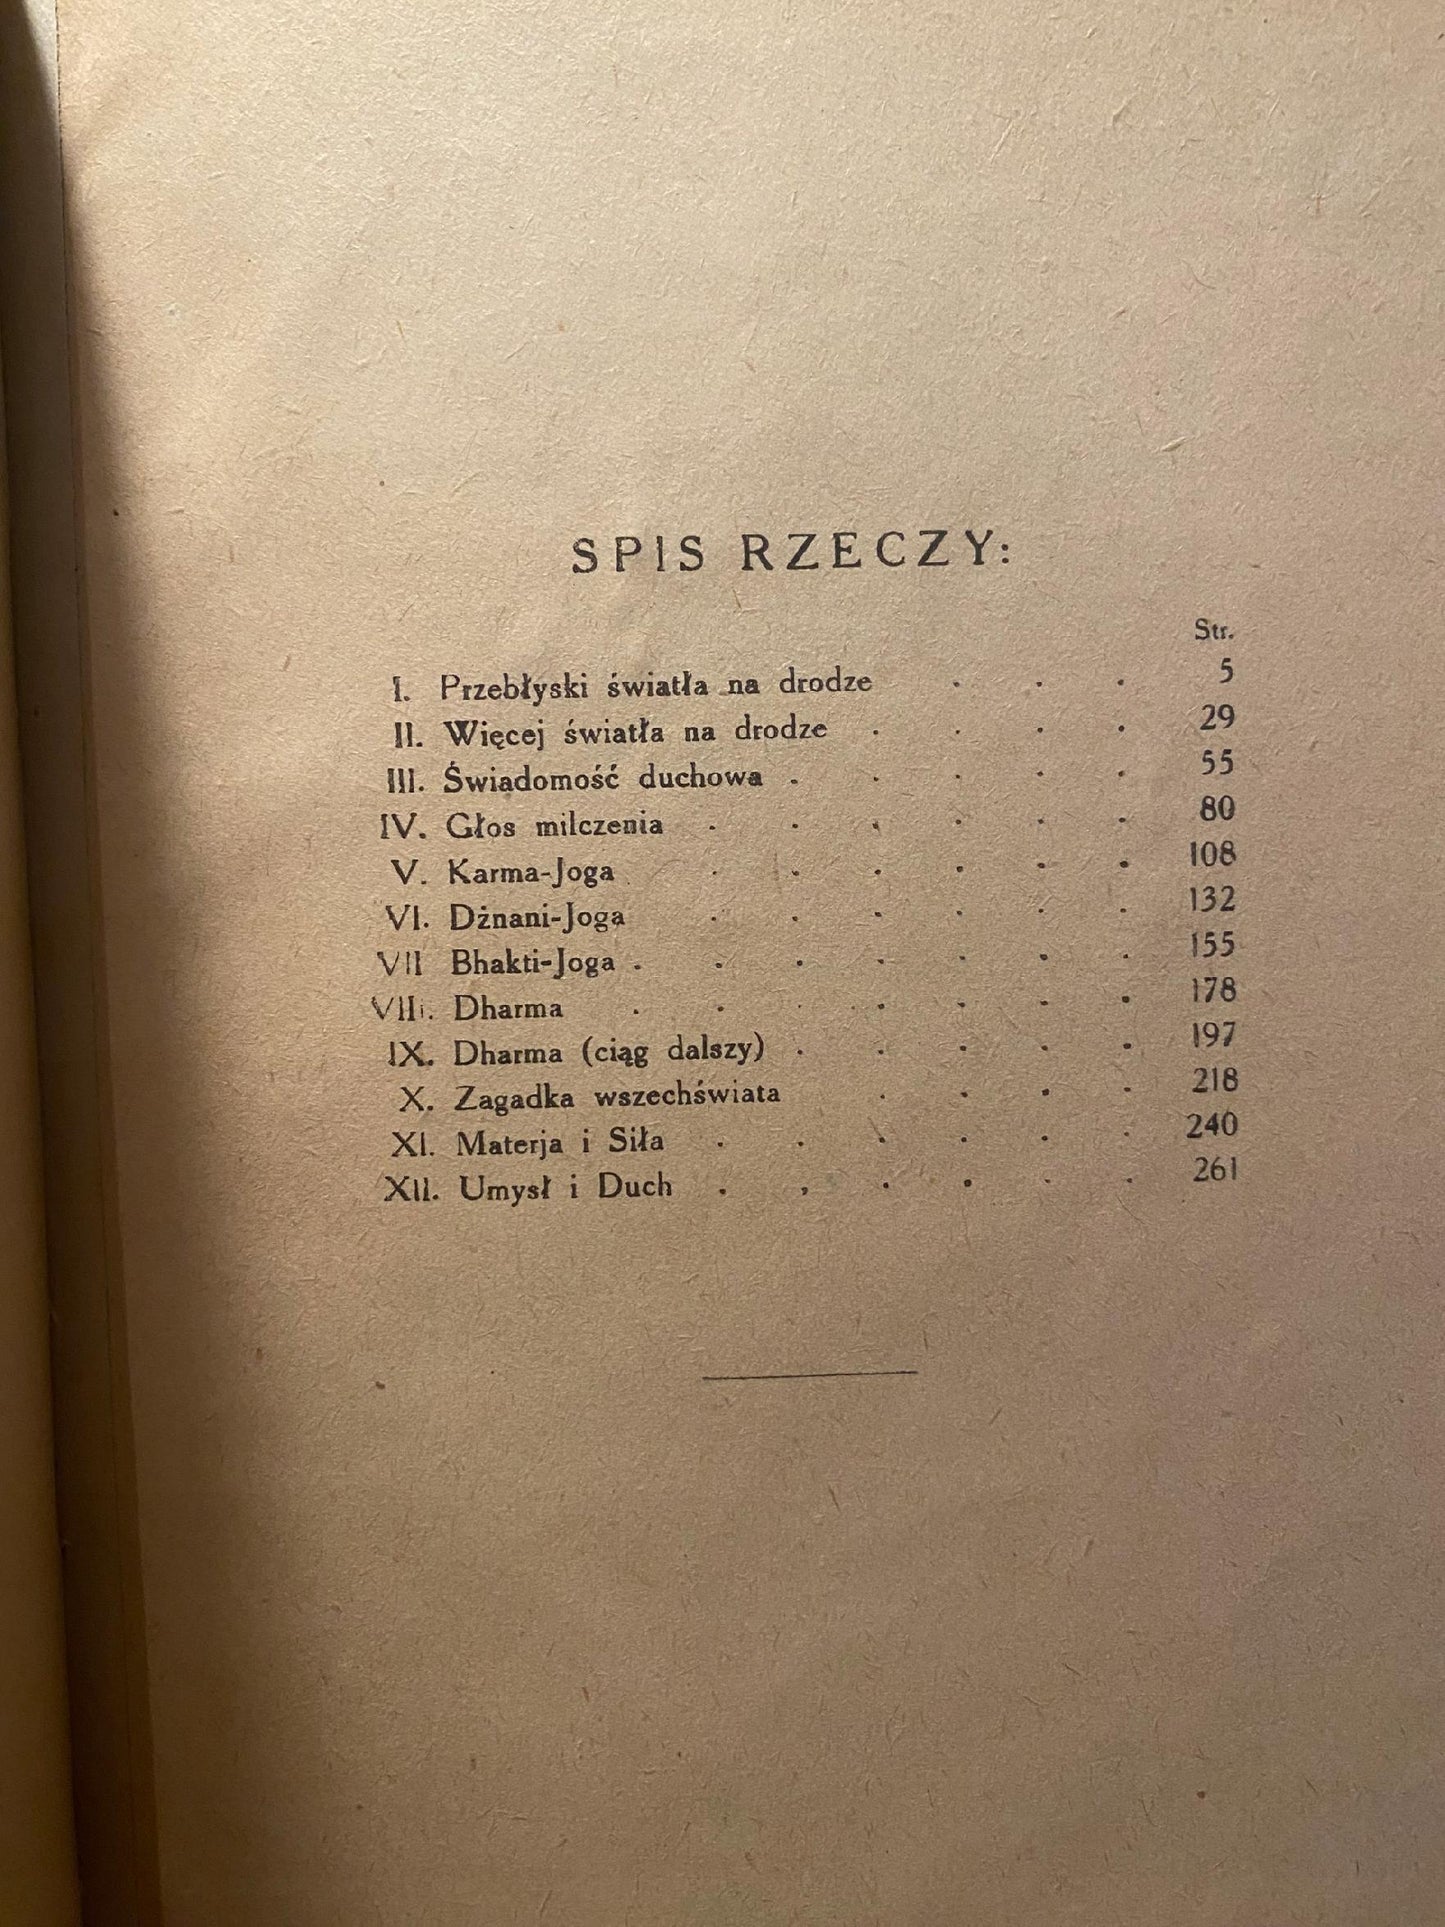 SPIS RZECZY:
Str.
I. Przebłyski światła na drodze . . . 5
II. Więcej światła na drodze . . . . 29
III. Świadomość duchowa . . . . . 55
IV. Głos milczenia . . . . . . 80
V. Karma-Joga . . . . . . 108
VI. Dżnani-Joga . . . . . . 132
VII Bhakti-Joga . . . . . . . 155
VIII. Dharma . . . . . . . 178
IX. Dharma (ciąg dalszy) . . . . . 197
X. Zagadka wszechświata . . . . 218
XI. Materja i Siła . . . . . . 240
XII. Umysł i Duch . . . . . . 261